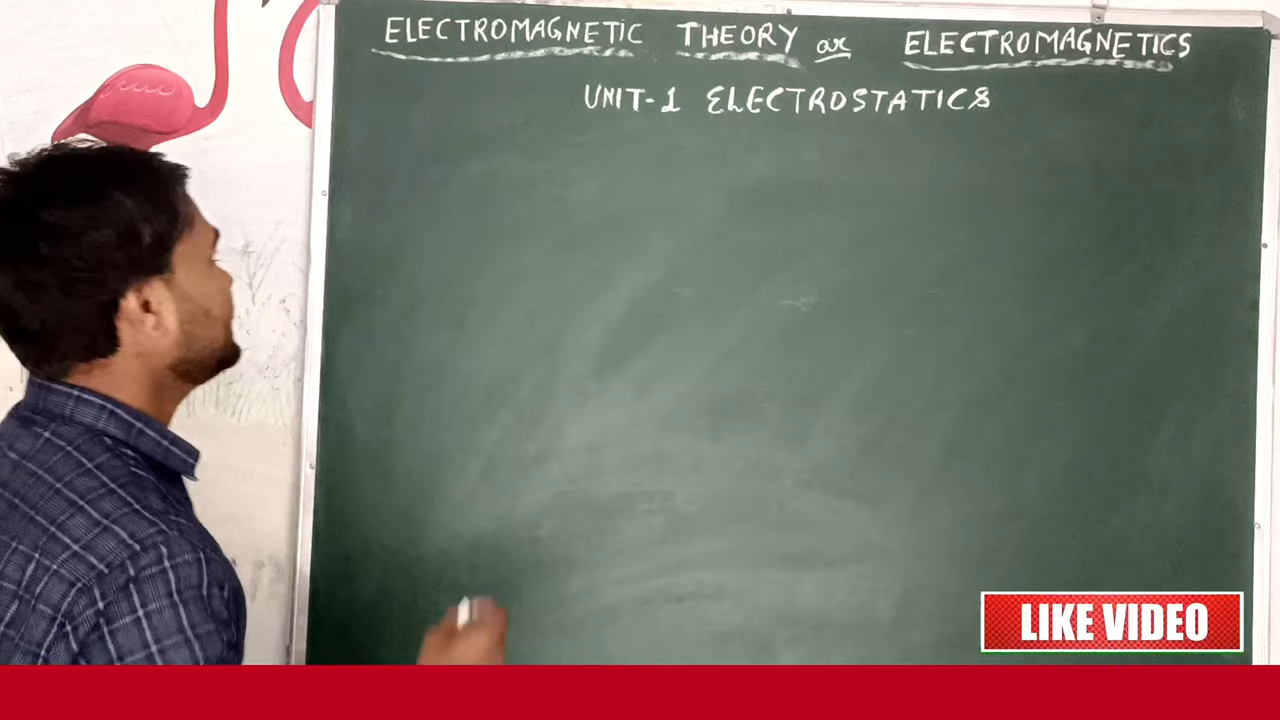 ELECTROMAGNETIC THEORY or ELECTROMAGNETICS
UNIT-1 ELECTROSTATICS
LIKE VIDEO